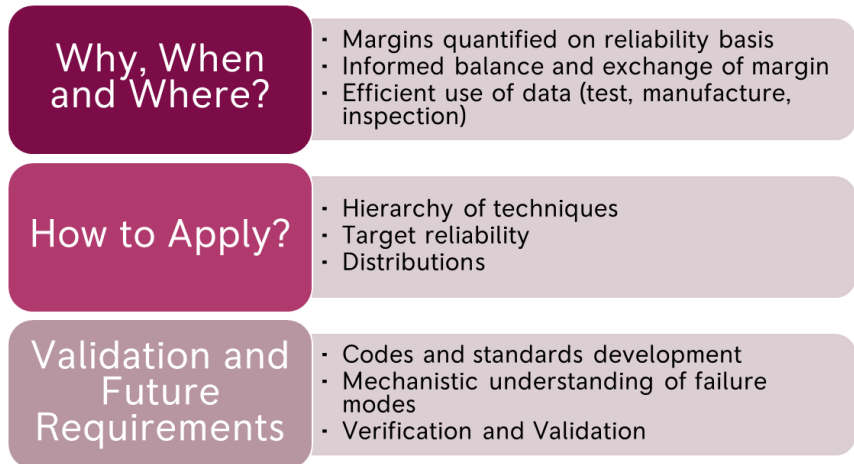 Why, When
and Where?
· Margins quantified on reliability basis
· Informed balance and exchange of margin
· Efficient use of data (test, manufacture,
inspection)
How to Apply?
· Hierarchy of techniques
· Target reliability
· Distributions
Validation and
Future
Requirements
· Codes and standards development
· Mechanistic understanding of failure
modes
· Verification and Validation